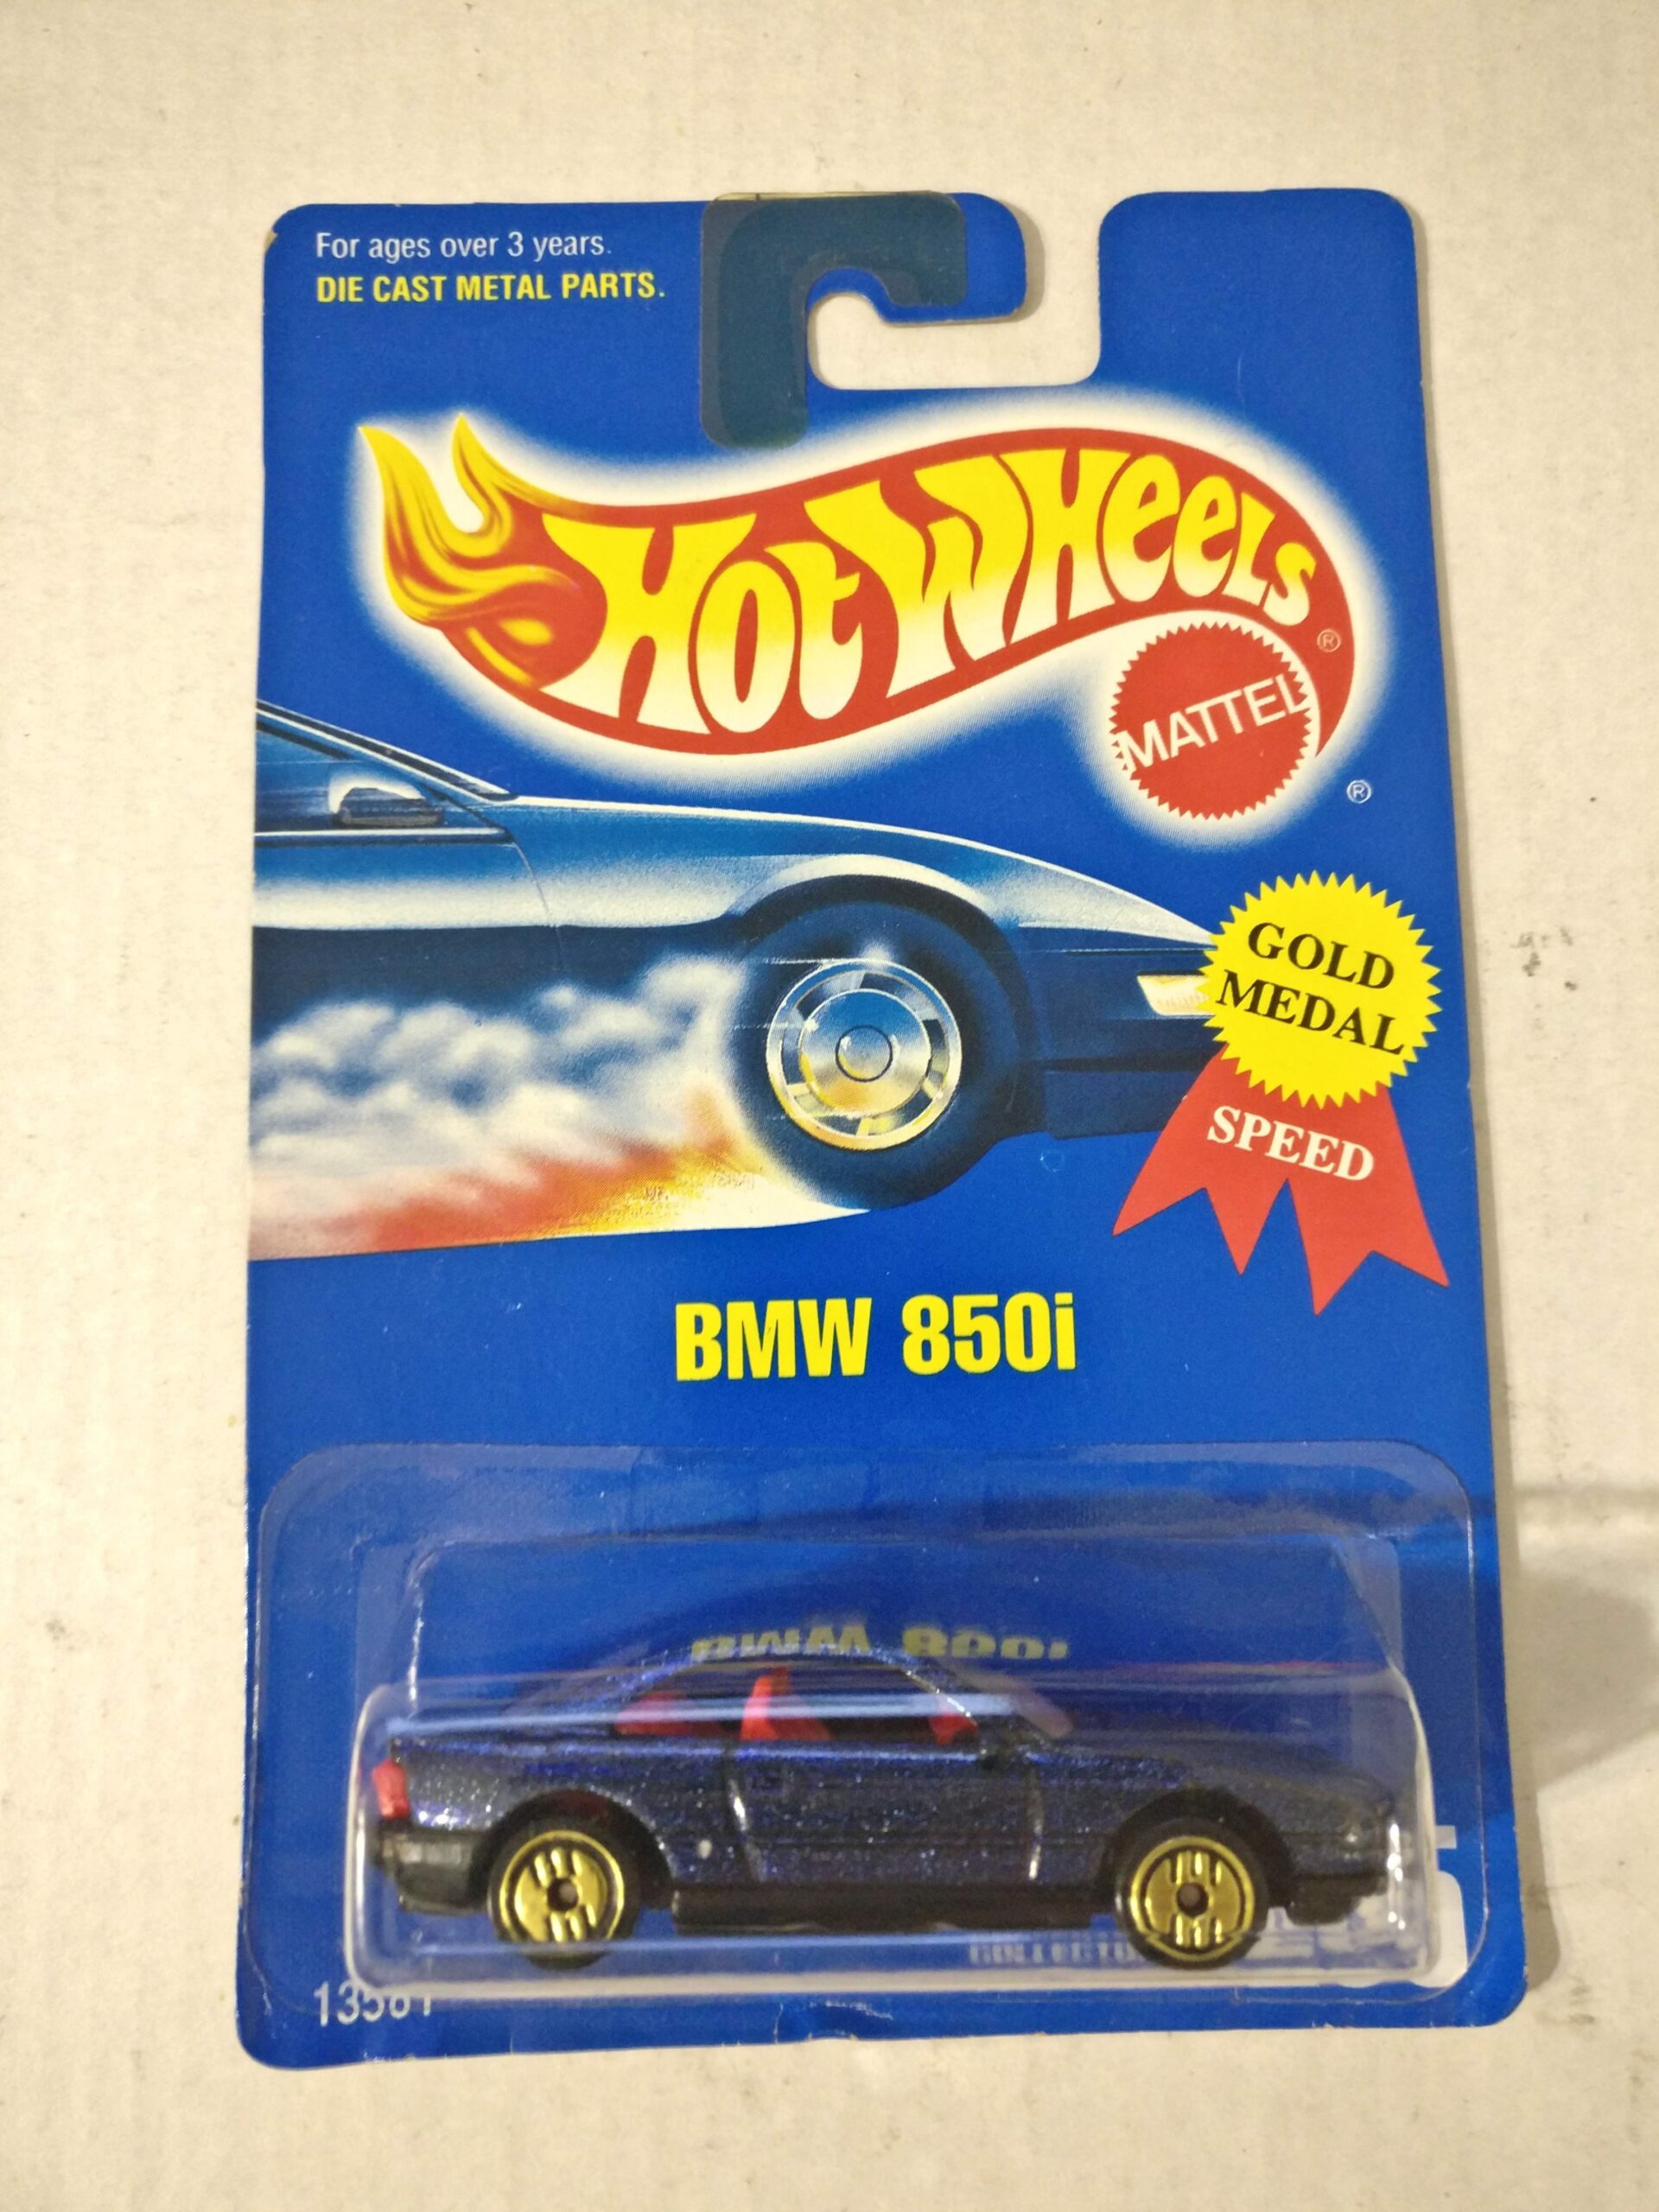 For ages over 3 years.
DIE CAST METAL PARTS.
Hot Wheels ®
MATTEL
®
GOLD
MEDAL
SPEED
BMW 850i